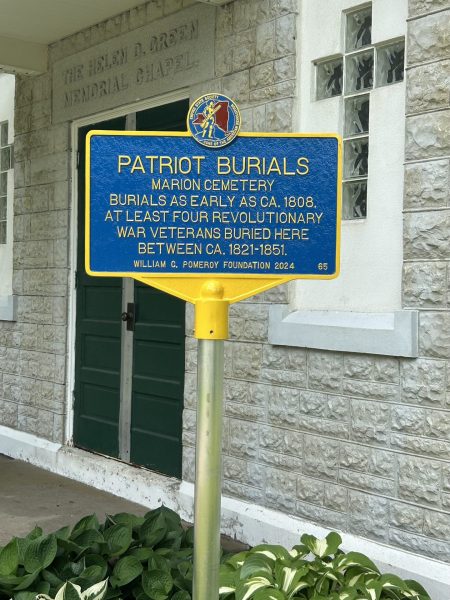 THE HELEN D. GREEN
MEMORIAL CHAPEL
PATRIOT BURIALS
MARION CEMETERY
BURIALS AS EARLY AS CA. 1808.
AT LEAST FOUR REVOLUTIONARY
WAR VETERANS BURIED HERE
BETWEEN CA. 1821-1851.
WILLIAM G. POMEROY FOUNDATION 2024 65